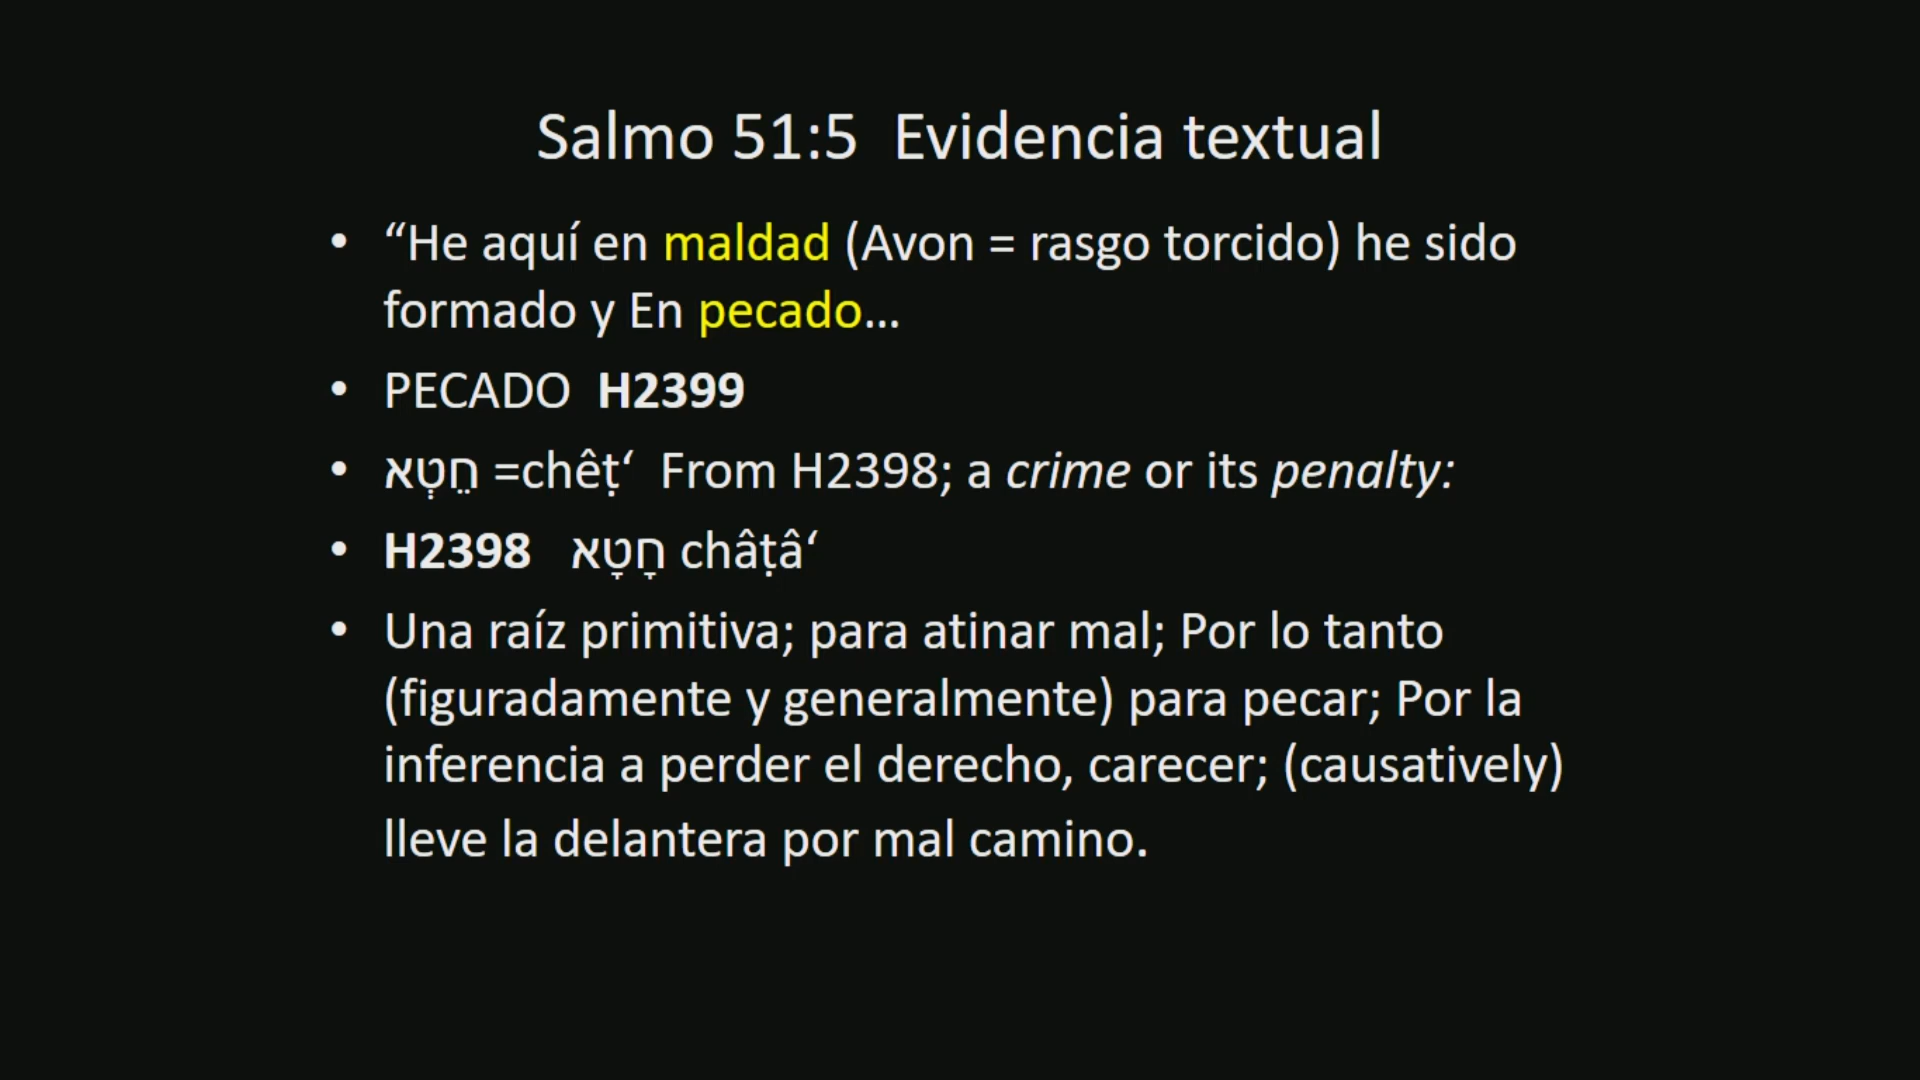 Salmo 51:5  Evidencia textual
• “He aquí en maldad (Avon = rasgo torcido) he sido
formado y En pecado...
• PECADO  H2399
• חֵטְא =chêṭ‘  From H2398; a crime or its penalty:
• H2398   חָטָא châṭâ‘
• Una raíz primitiva; para atinar mal; Por lo tanto
(figuradamente y generalmente) para pecar; Por la
inferencia a perder el derecho, carecer; (causatively)
lleve la delantera por mal camino.